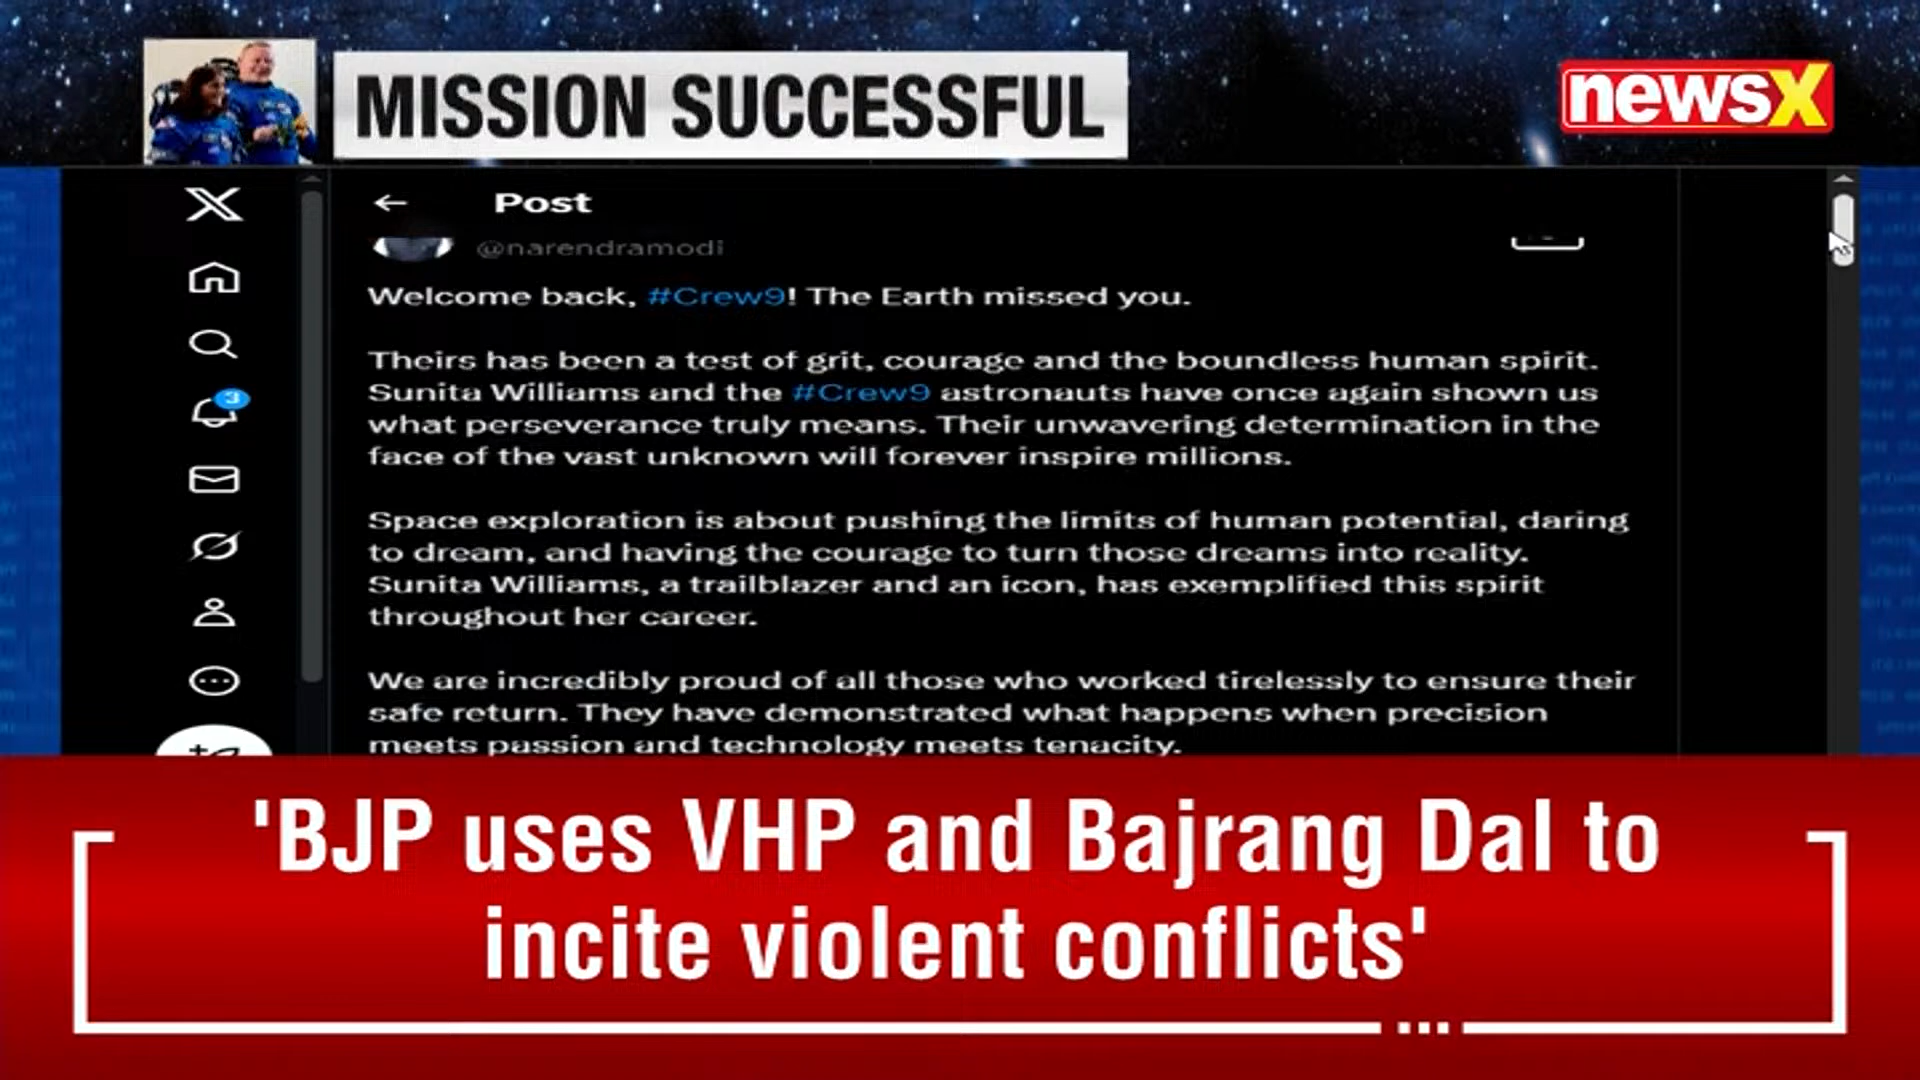 MISSION SUCCESSFUL
newsX
Post
@narendramodi
Welcome back, #Crew9! The Earth missed you.
Theirs has been a test of grit, courage and the boundless human spirit.
Sunita Williams and the #Crew9 astronauts have once again shown us
what perseverance truly means. Their unwavering determination in the
face of the vast unknown will forever inspire millions.
Space exploration is about pushing the limits of human potential, daring
to dream, and having the courage to turn those dreams into reality.
Sunita Williams, a trailblazer and an icon, has exemplified this spirit
throughout her career.
We are incredibly proud of all those who worked tirelessly to ensure their
safe return. They have demonstrated what happens when precision
meets passion and technology meets tenacity.
3
'BJP uses VHP and Bajrang Dal to
incite violent conflicts'